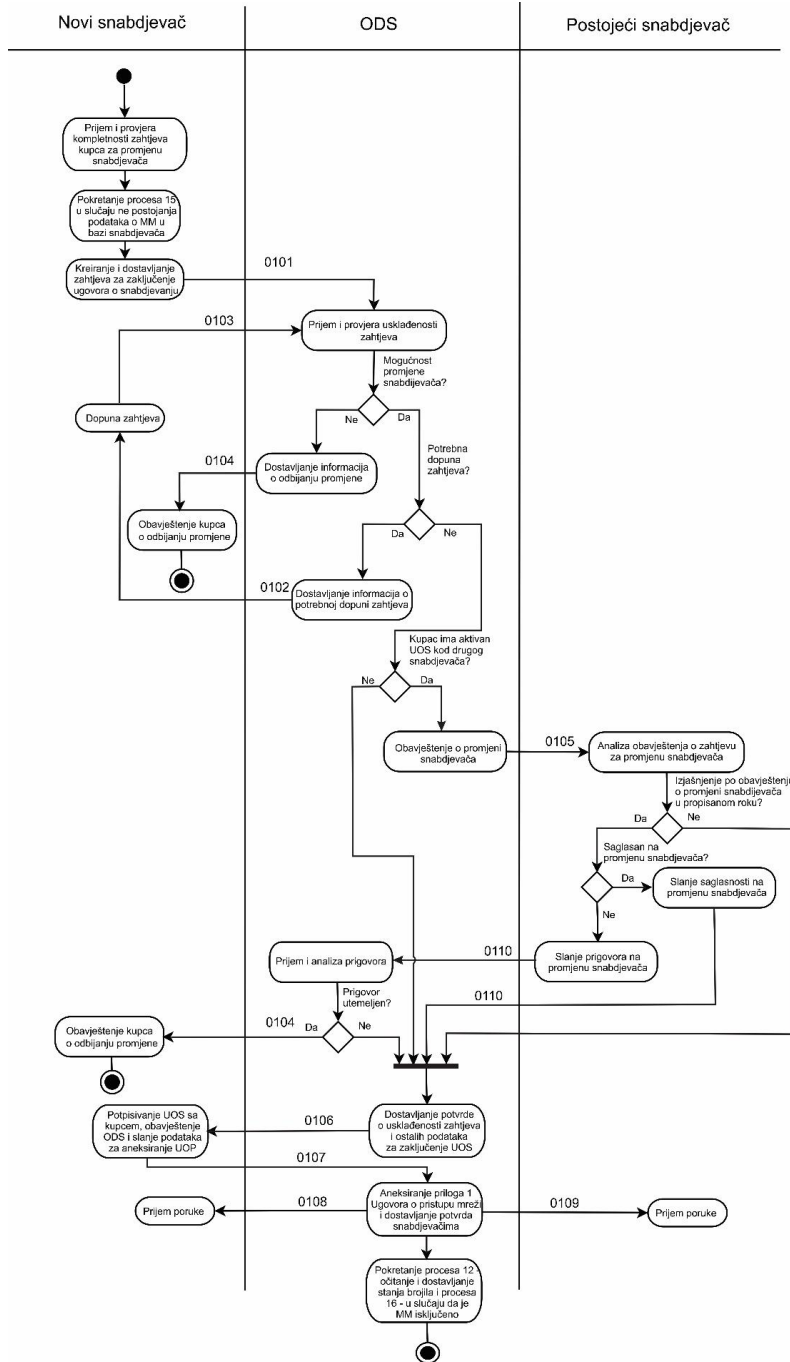 Novi snabdjevač
ODS
Postojeći snabdjevač
Prijem i provjera
kompletnosti zahtjeva
kupca za promjenu
snabdjevača
Pokretanje procesa 15
u slučaju ne postojanja
podataka o MM u
bazi snabdjevača
Kreiranje i dostavljanje
zahtjeva za zaključenje
ugovora o snabdjevanju
0101
0103
Prijem i provjera usklađenosti
zahtjeva
Mogućnost
promjene
snabdijevača?
Ne
Da
Dopuna zahtjeva
0104
Dostavljanje informacija
o odbijanju promjene
Potrebna
dopuna
zahtjeva?
Obavještenje kupca
o odbijanju promjene
Da
Ne
0102
Dostavljanje informacija o
potrebnoj dopuni zahtjeva
Kupac ima aktivan
UOS kod drugog
snabdjevača?
Ne
Da
Obavještenje o promjeni
snabdjevača
0105
Analiza obavještenja o zahtjevu
za promjenu snabdjevača
Izjašnjenje po obavještenju
o promjeni snabdijevača
u propisanom roku?
Da
Ne
Saglasan na
promjenu snabdjevača?
Da
Slanje saglasnosti na
promjenu snabdjevača
Ne
Prijem i analiza prigovora
0110
Slanje prigovora na
promjenu snabdjevača
Prigovor
utemeljen?
0110
Obavještenje kupca
o odbijanju promjene
0104
Da
Ne
Potpisivanje UOS sa
kupcem, obavještenje
ODS i slanje podataka
za aneksiranje UOP
0106
Dostavljanje potvrde
o usklađenosti zahtjeva
i ostalih podataka
za zaključenje UOS
0107
Prijem poruke
0108
Aneksiranje priloga 1
Ugovora o pristupu mreži
i dostavljanje potvrda
snabdjevačima
0109
Prijem poruke
Pokretanje procesa 12 -
očitanje i dostavljanje
stanja brojila i procesa
16 - u slučaju da je
MM isključeno